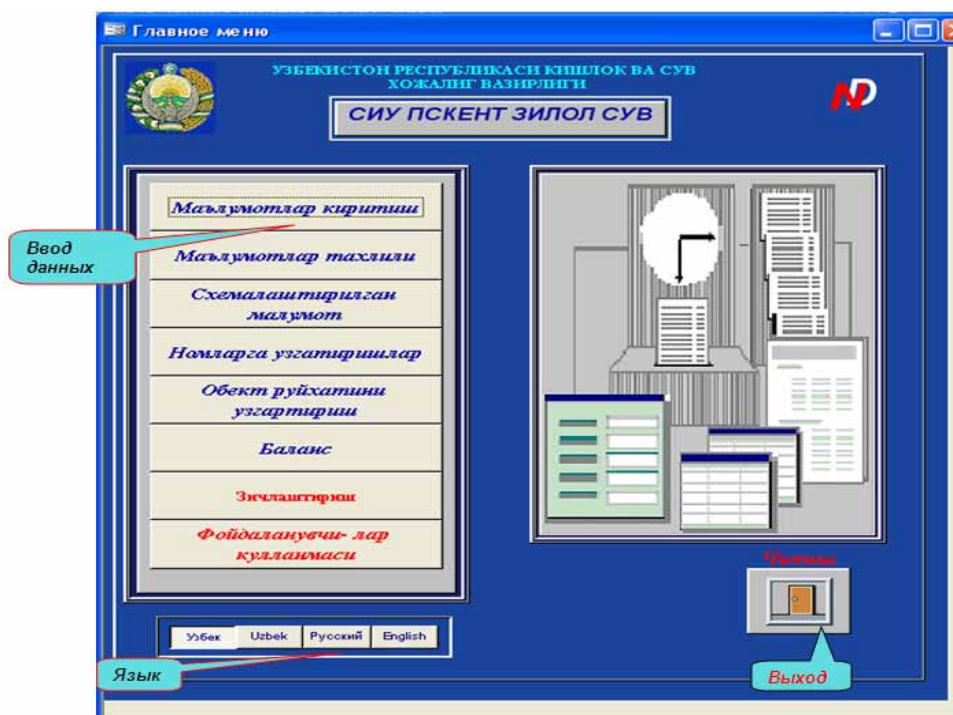 Главное меню
УЗБЕКИСТОН РЕСПУБЛИКАСИ КИШЛОК ВА СУВ
ХОЖАЛИГ ВАЗИРЛИГИ
СИУ ПСКЕНТ ЗИЛОЛ СУВ
ND
Маълумотлар киритиш
Ввод
данных
Маълумотлар тахлили
Схемалаштирилган
малумот
Номларга узгатиришлар
Обект руйхатини
узгартириш
Баланс
Зичлаштириш
Фойдаланувчи- лар
кулланмаси
Узбек
Uzbek
Русский
English
Язык
Выход